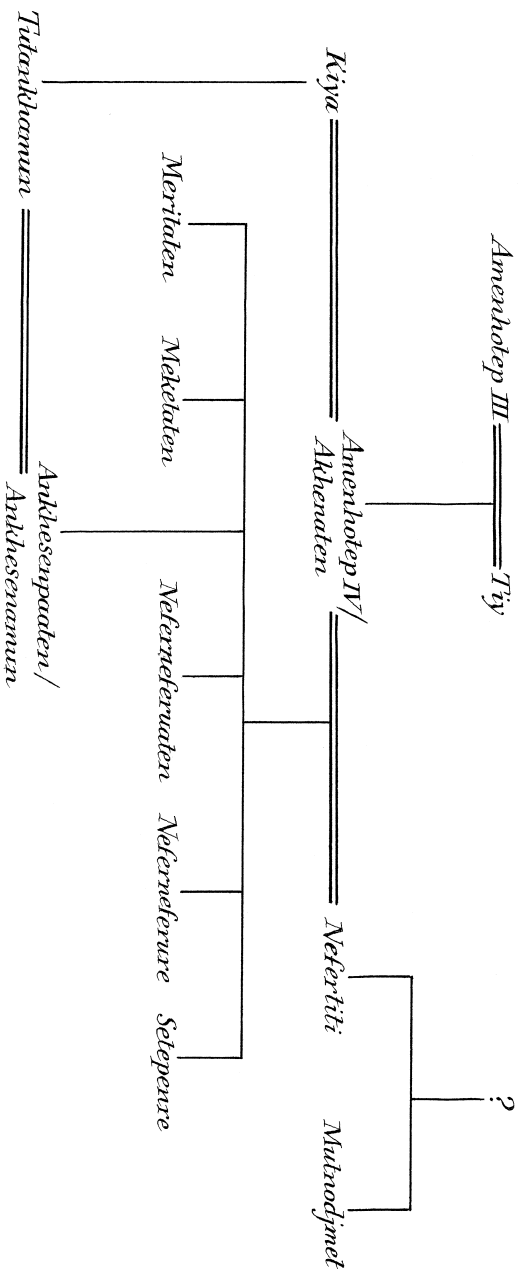 Amenhotep III
Tiy
?
Kiya
Amenhotep IV/
Akhenaten
Nefertiti
Mutnodjmet
Meritaten
Meketaten
Neferneferuaten
Neferneferure
Setepenre
Tutankhamun
Ankhesenpaaten/
Ankhesenamun